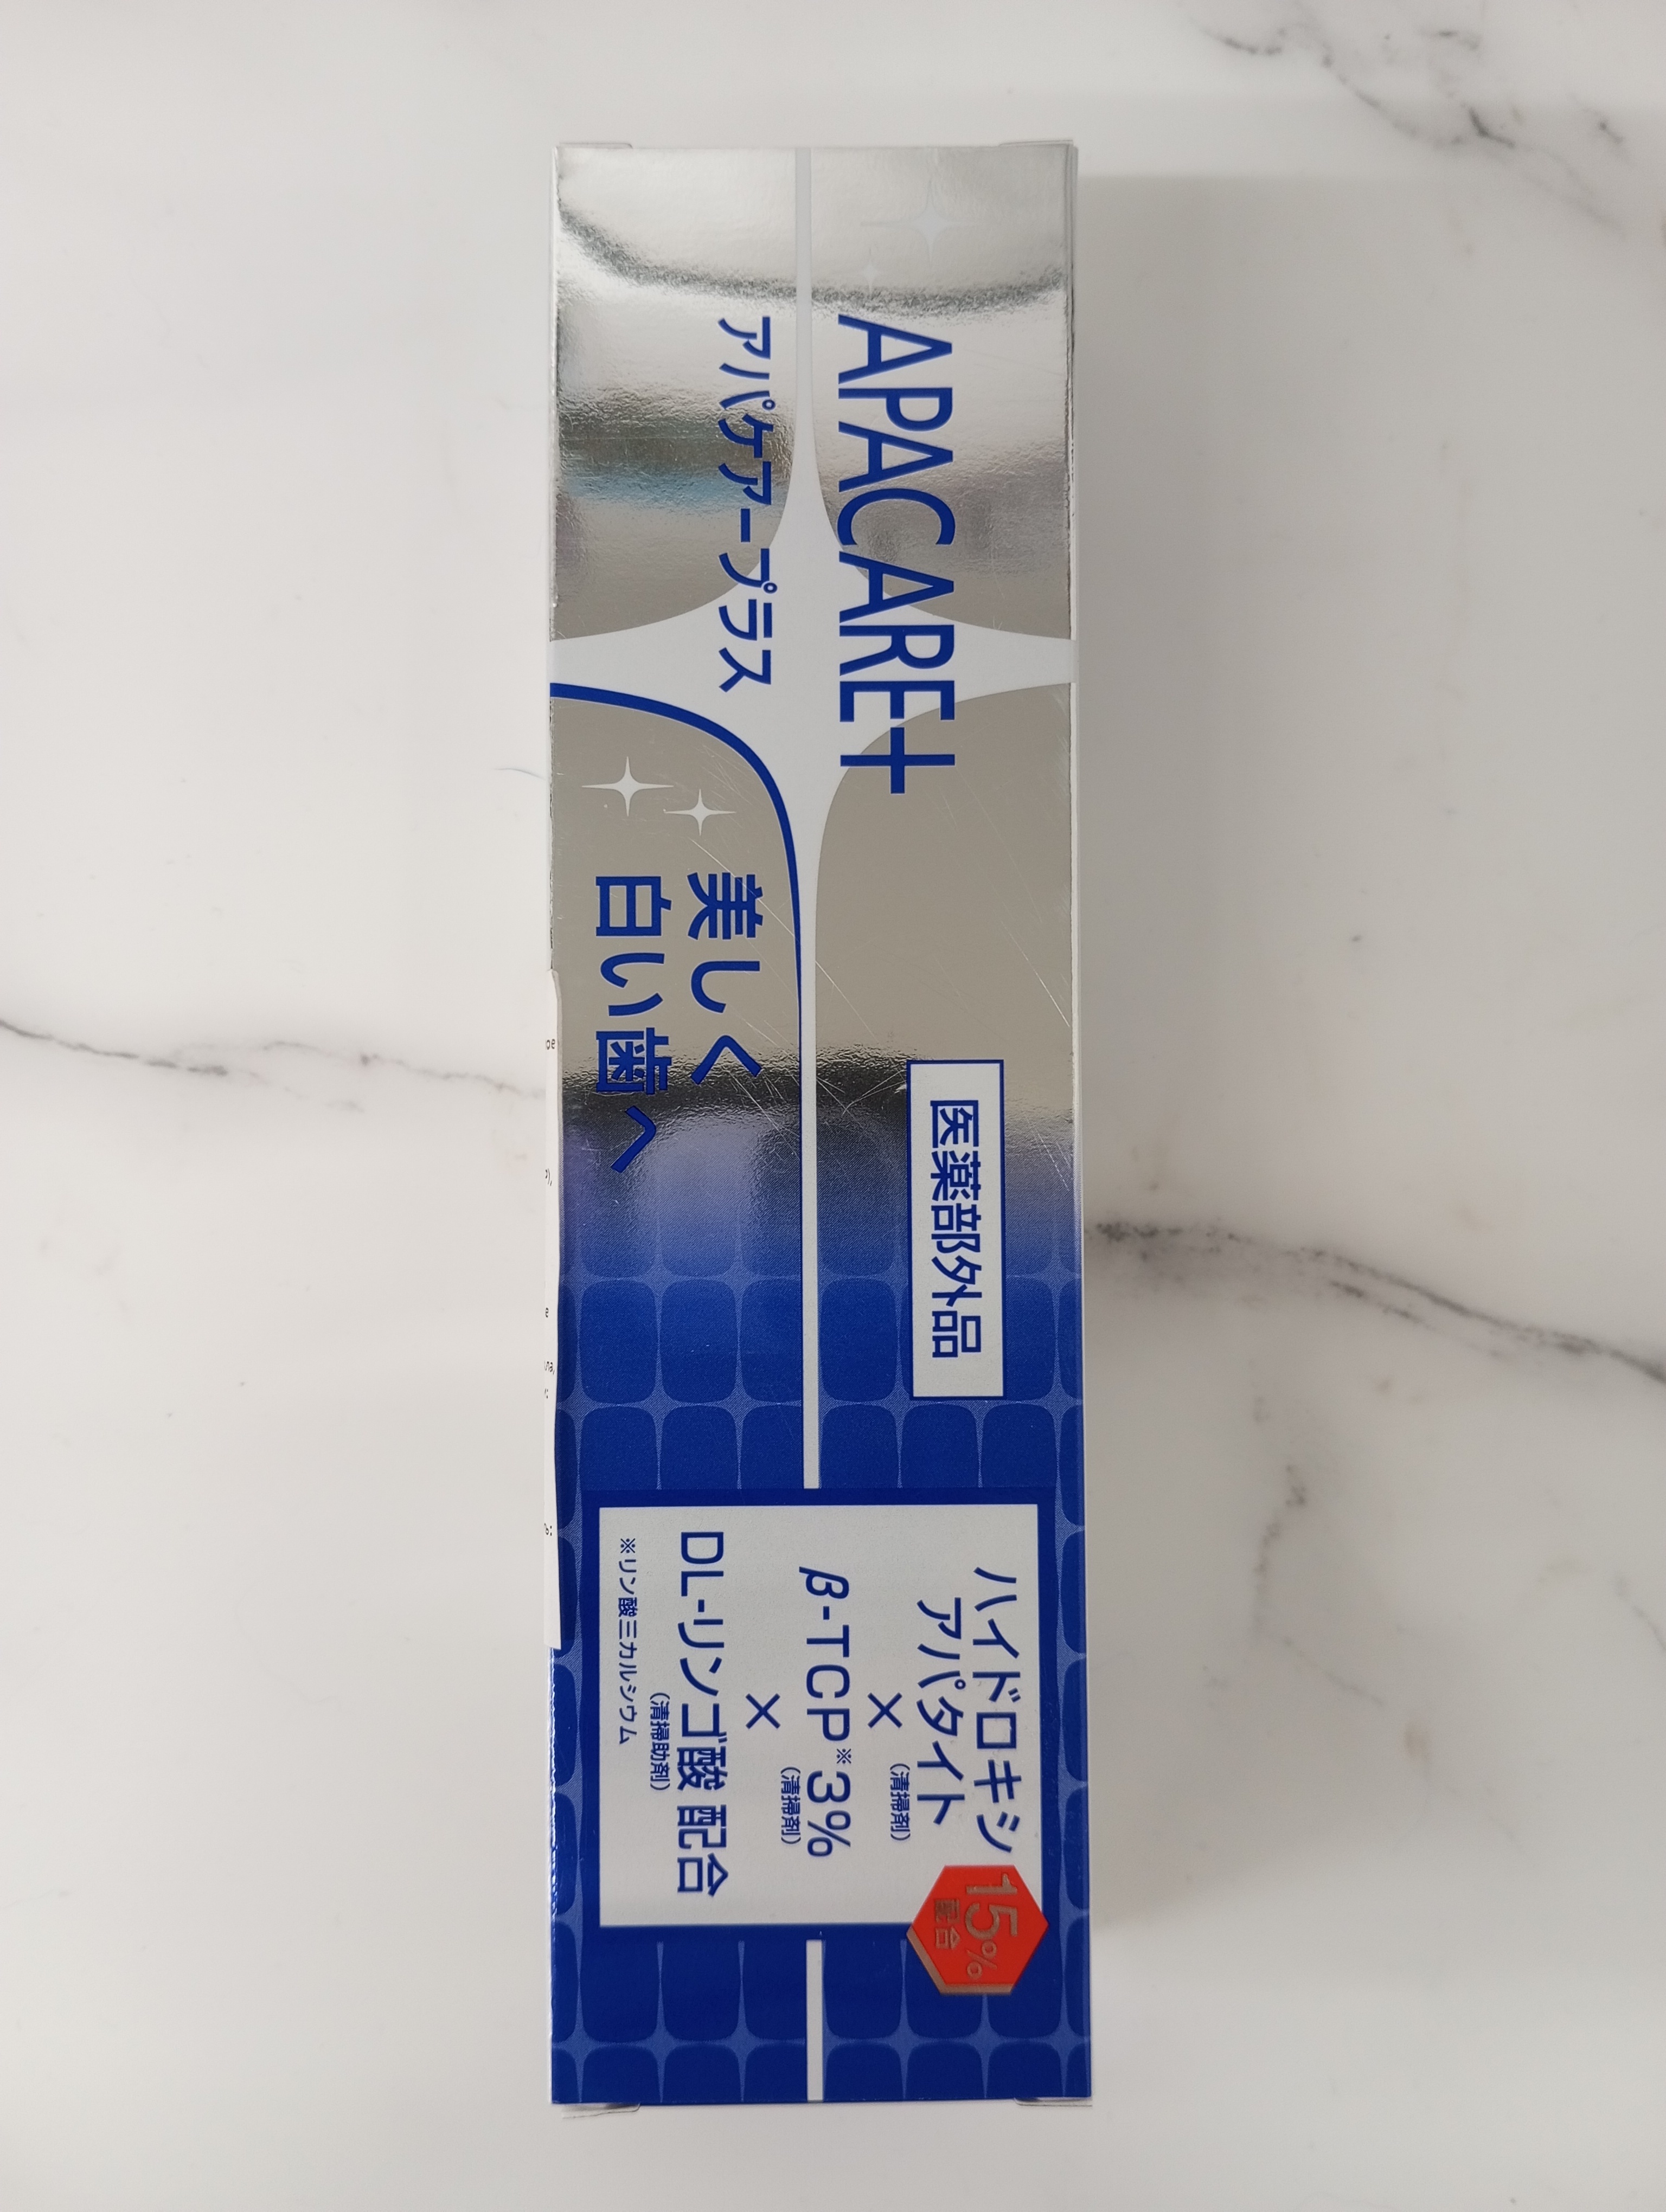 APACARE+
アパケアープラス
美しく
白い歯へ
医薬部外品
ハイドロキシ
アパタイト
(清掃剤)
15%
配合
×
β-TCP※3%
(清掃剤)
×
DL-リンゴ酸 配合
(清掃助剤)
※リン酸三カルシウム